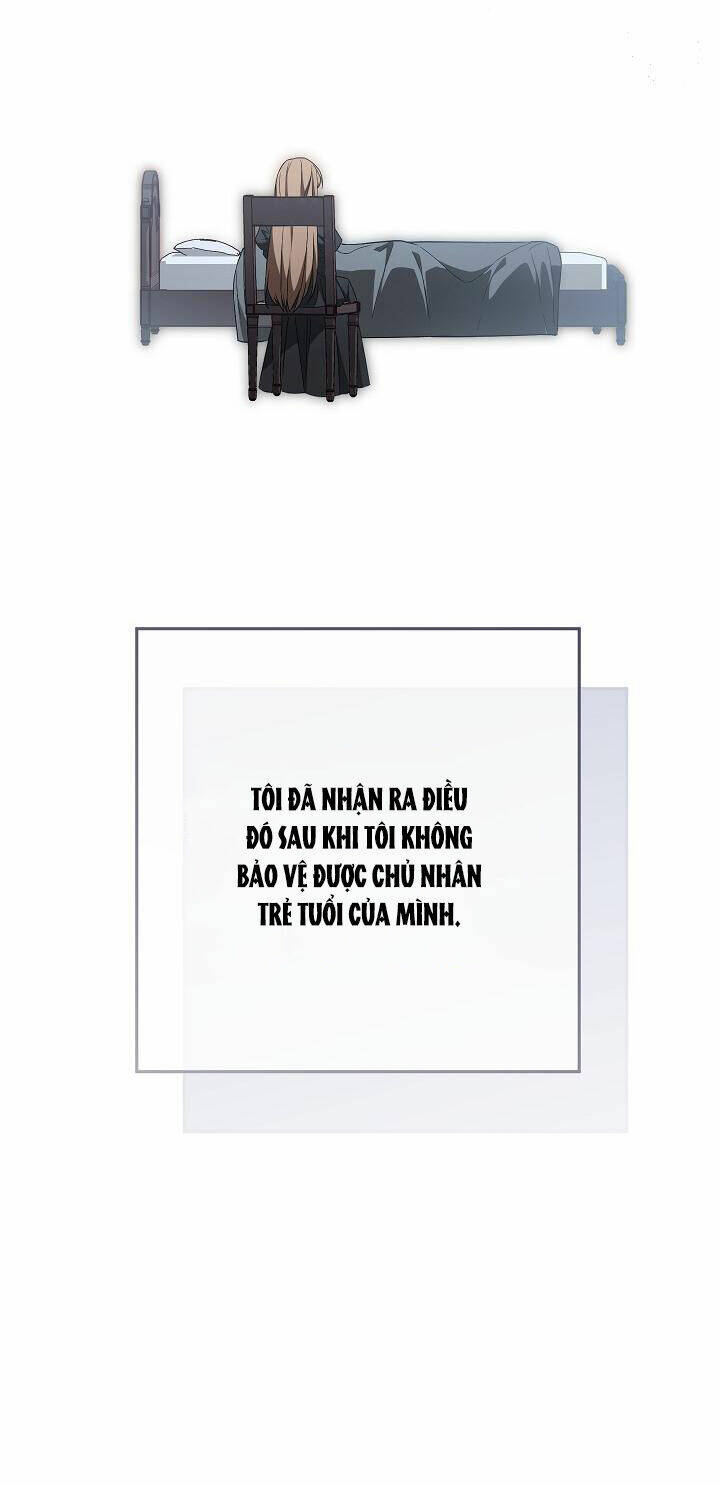 TÔI ĐÃ NHẬN RA ĐIỀU
ĐÓ SAU KHI TÔI KHÔNG
BẢO VỆ ĐƯỢC CHỦ NHÂN
TRẺ TUỔI CỦA MÌNH.